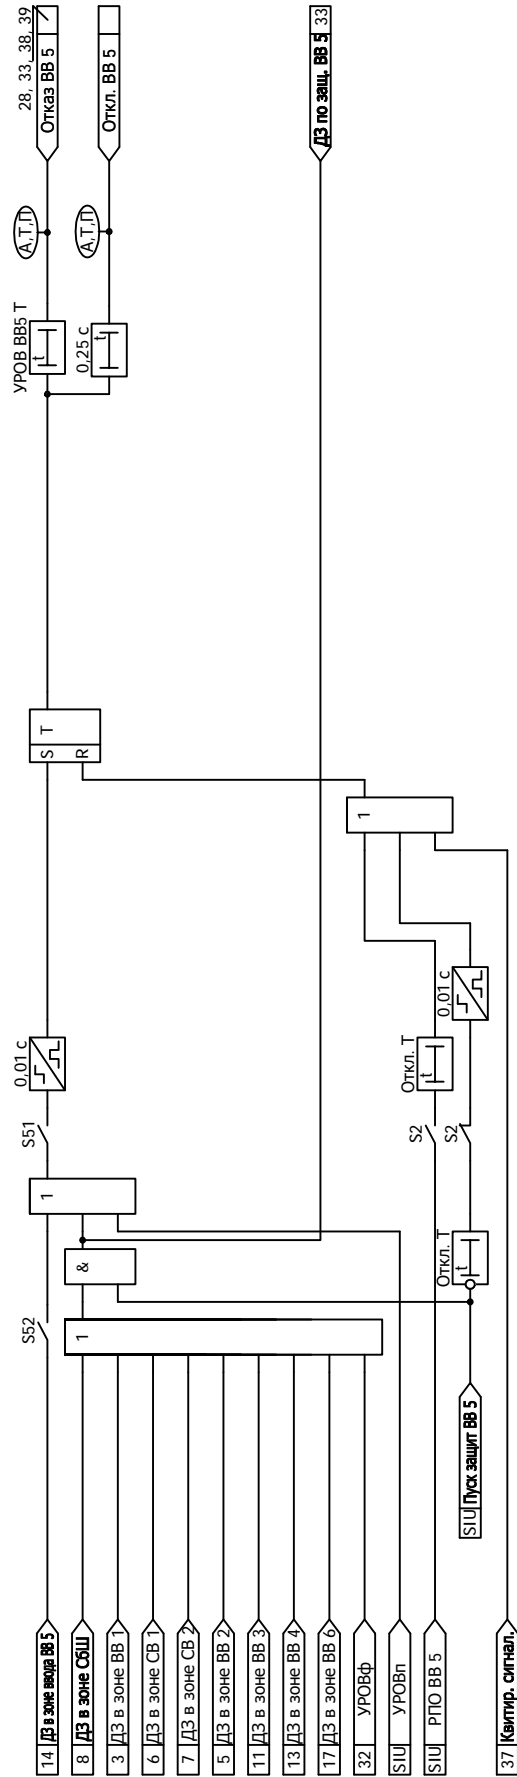 28, 33, 38, 39
Отказ ВВ 5
Откл. ВВ 5
ДЗ по защ. ВВ 5 33
А,Т,П
А,Т,П
УРОВ ВВ5 Т
t
0,25 с
t
S T
R
1
0,01 с
0,01 с
Откл. Т
t
S51
S2
S2
1
&
Откл. Т
t
S52
1
SIU Пуск защит ВВ 5
14 ДЗ в зоне ввода ВВ 5
8 ДЗ в зоне СбШ
3 ДЗ в зоне ВВ 1
6 ДЗ в зоне СВ 1
7 ДЗ в зоне СВ 2
5 ДЗ в зоне ВВ 2
11 ДЗ в зоне ВВ 3
13 ДЗ в зоне ВВ 4
17 ДЗ в зоне ВВ 6
32 УРОВф
SIU УРОВп
SIU РПО ВВ 5
37 Квитир. сигнал.